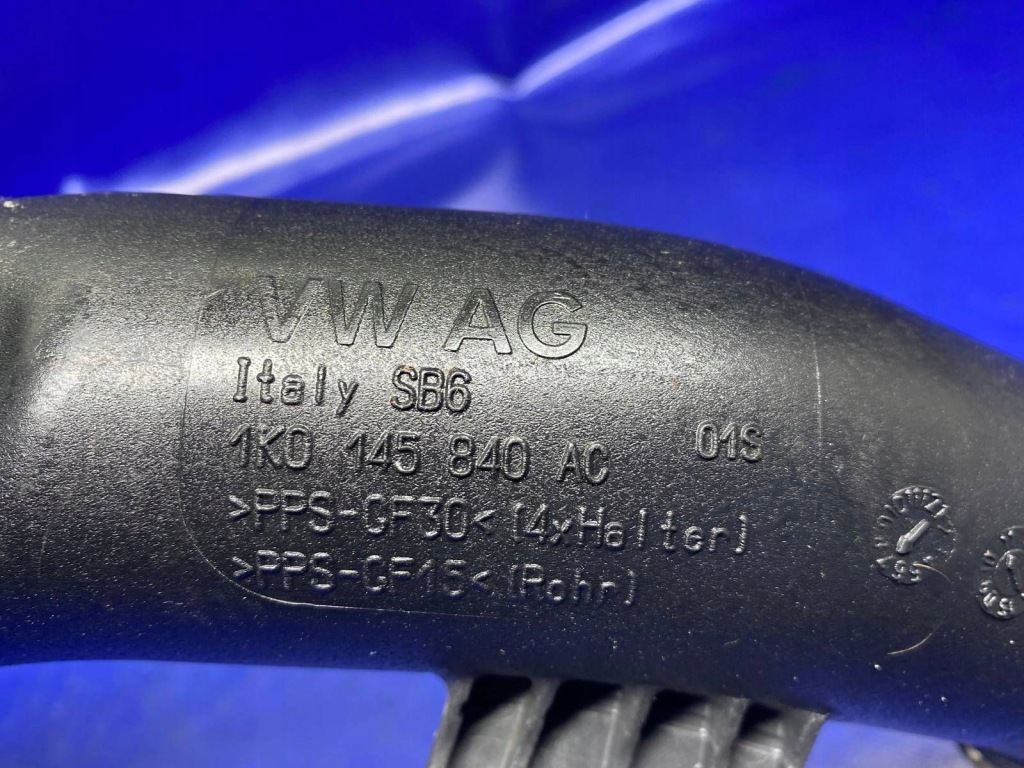 VW AG
Italy SB6
1K0 145 840 AC 01S
>PPS-GF30< (4xHalter)
>PPS-GF15< (Rohr)